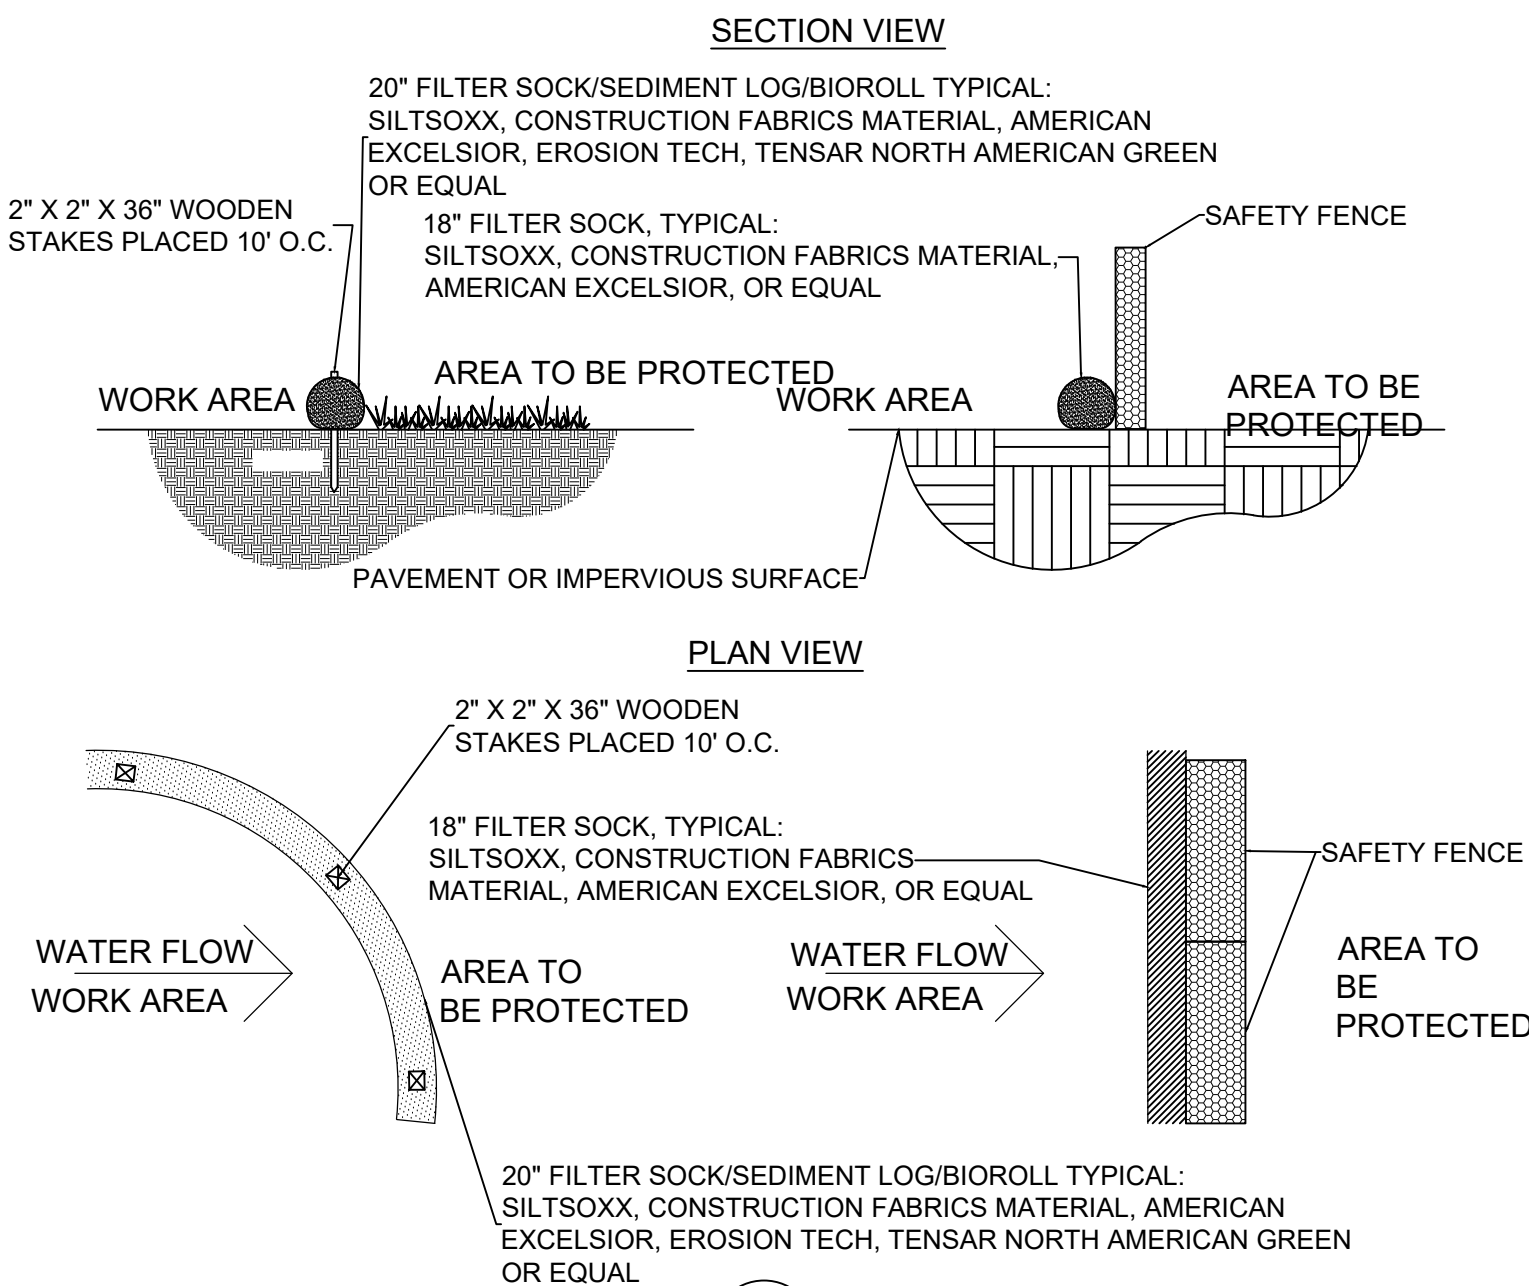 SECTION VIEW
20" FILTER SOCK/SEDIMENT LOG/BIOROLL TYPICAL:
SILTSOXX, CONSTRUCTION FABRICS MATERIAL, AMERICAN
EXCELSIOR, EROSION TECH, TENSAR NORTH AMERICAN GREEN
OR EQUAL
2" X 2" X 36" WOODEN
STAKES PLACED 10' O.C.
18" FILTER SOCK, TYPICAL:
SILTSOXX, CONSTRUCTION FABRICS MATERIAL,
AMERICAN EXCELSIOR, OR EQUAL
SAFETY FENCE
WORK AREA
AREA TO BE PROTECTED
WORK AREA
AREA TO BE
PROTECTED
PAVEMENT OR IMPERVIOUS SURFACE
PLAN VIEW
2" X 2" X 36" WOODEN
STAKES PLACED 10' O.C.
18" FILTER SOCK, TYPICAL:
SILTSOXX, CONSTRUCTION FABRICS
MATERIAL, AMERICAN EXCELSIOR, OR EQUAL
SAFETY FENCE
WATER FLOW
WORK AREA
AREA TO
BE PROTECTED
WATER FLOW
WORK AREA
AREA TO
BE
PROTECTED
20" FILTER SOCK/SEDIMENT LOG/BIOROLL TYPICAL:
SILTSOXX, CONSTRUCTION FABRICS MATERIAL, AMERICAN
EXCELSIOR, EROSION TECH, TENSAR NORTH AMERICAN GREEN
OR EQUAL